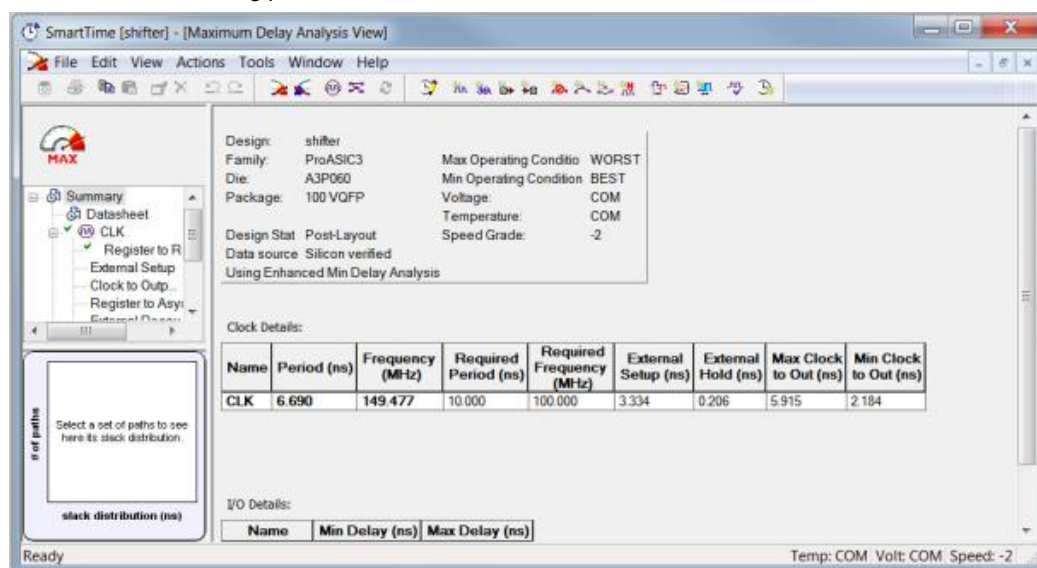 SmartTime [shifter] - [Maximum Delay Analysis View]
File Edit View Actions Tools Window Help
MAX
Summary
Datasheet
CLK
Register to R
External Setup
Clock to Outp...
Register to Asyn
# of paths
Select a set of paths to see
here its slack distribution.
slack distribution (ns)
Design: shifter
Family: ProASIC3 Max Operating Conditio WORST
Die: A3P060 Min Operating Condition BEST
Package: 100 VQFP Voltage: COM
Temperature: COM
Design Stat Post-Layout Speed Grade: -2
Data source Silicon verified
Using Enhanced Min Delay Analysis
Clock Details:
Name Period (ns) Frequency (MHz) Required Period (ns) Required Frequency (MHz) External Setup (ns) External Hold (ns) Max Clock to Out (ns) Min Clock to Out (ns)
CLK 6.690 149.477 10.000 100.000 3.334 0.206 5.915 2.184
I/O Details:
Name Min Delay (ns) Max Delay (ns)
Ready Temp: COM Volt: COM Speed: -2